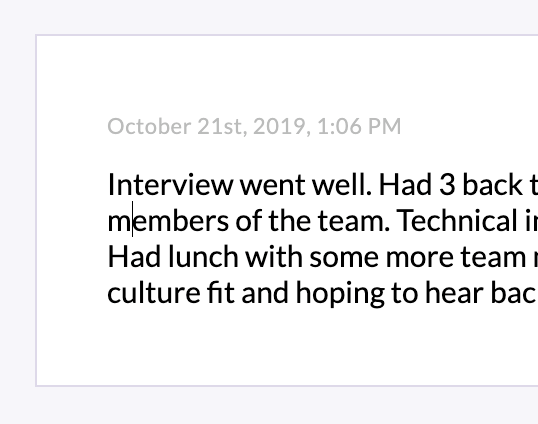 October 21st, 2019, 1:06 PM
Interview went well. Had 3 back
members of the team. Technical
Had lunch with some more team
culture fit and hoping to hear